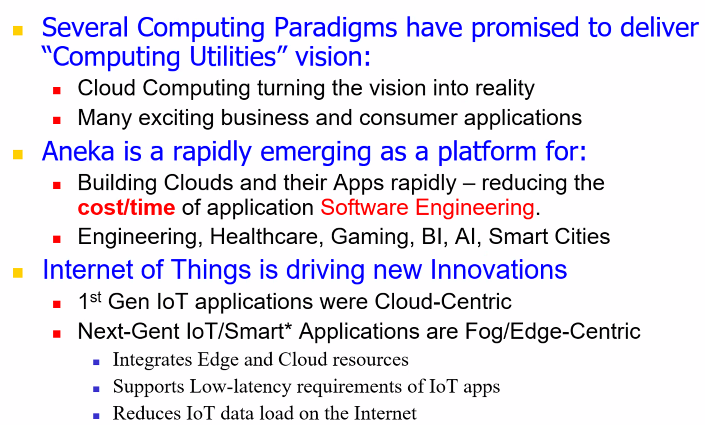 Several Computing Paradigms have promised to deliver
“Computing Utilities” vision:
Cloud Computing turning the vision into reality
Many exciting business and consumer applications
Aneka is a rapidly emerging as a platform for:
Building Clouds and their Apps rapidly – reducing the
cost/time of application Software Engineering.
Engineering, Healthcare, Gaming, BI, AI, Smart Cities
Internet of Things is driving new Innovations
1st Gen IoT applications were Cloud-Centric
Next-Gent IoT/Smart* Applications are Fog/Edge-Centric
Integrates Edge and Cloud resources
Supports Low-latency requirements of IoT apps
Reduces IoT data load on the Internet